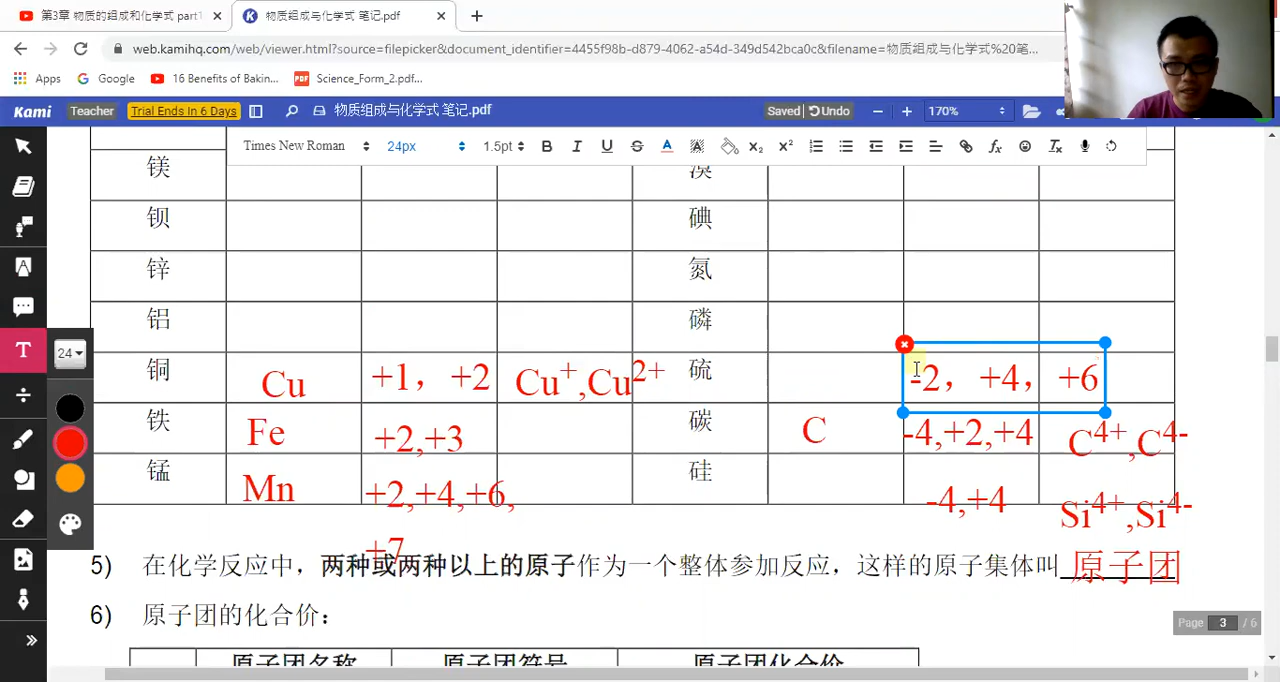 第3章 物质的组成和化学式 part1
物质组成与化学式 笔记.pdf
web.kamihq.com/web/viewer.html?source=filepicker&document_identifier=4455f98b-d879-4062-a54d-349d542bca0c&filename=物质组成与化学式%20笔...
Apps Google 16 Benefits of Bakin... Science_Form_2.pdf...
Kami Teacher Trial Ends In 6 Days 物质组成与化学式 笔记.pdf Saved Undo 170%
Times New Roman 24px 1.5pt
镁 溴
钡 碘
锌 氮
铝 磷
铜 Cu +1，+2 Cu⁺,Cu²⁺ 硫 -2，+4，+6
铁 Fe +2,+3 碳 C -4,+2,+4 C⁴⁺,C⁴⁻
锰 Mn +2,+4,+6, 硅 -4,+4 Si⁴⁺,Si⁴⁻
+7
5) 在化学反应中，两种或两种以上的原子作为一个整体参加反应，这样的原子集体叫 原子团
6) 原子团的化合价：
Page 3 / 6
原子团名称 原子团符号 原子团化合价
24